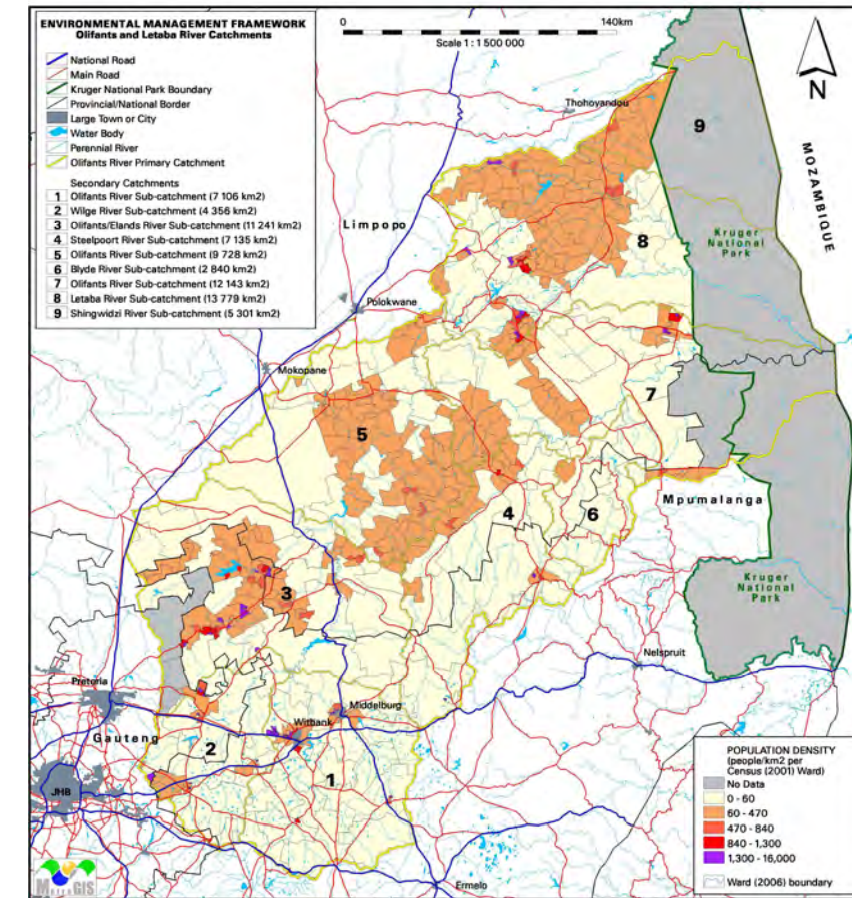 ENVIRONMENTAL MANAGEMENT FRAMEWORK
Olifants and Letaba River Catchments
National Road
Main Road
Kruger National Park Boundary
Provincial/National Border
Large Town or City
Water Body
Perennial River
Olifants River Primary Catchment
Secondary Catchments
1 Olifants River Sub-catchment (7 106 km2)
2 Wilge River Sub-catchment (4 356 km2)
3 Olifants/Elands River Sub-catchment (11 241 km2)
4 Steelpoort River Sub-catchment (7 135 km2)
5 Olifants River Sub-catchment (9 728 km2)
6 Blyde River Sub-catchment (2 840 km2)
7 Olifants River Sub-catchment (12 143 km2)
8 Letaba River Sub-catchment (13 779 km2)
9 Shingwidzi River Sub-catchment (5 301 km2)
0 140km
Scale 1 : 1 500 000
N
Thohoyandou
9
MOZAMBIQUE
Limpopo
8
Kruger
National
Park
Polokwane
Mokopane
7
5
Mpumalanga
4
6
Kruger
National
Park
3
Nelspruit
Pretoria
Middelburg
Witbank
Gauteng
2
1
JHB
Ermelo
POPULATION DENSITY
(people/km2 per
Census (2001) Ward)
No Data
0 - 60
60 - 470
470 - 840
840 - 1,300
1,300 - 16,000
Ward (2006) boundary